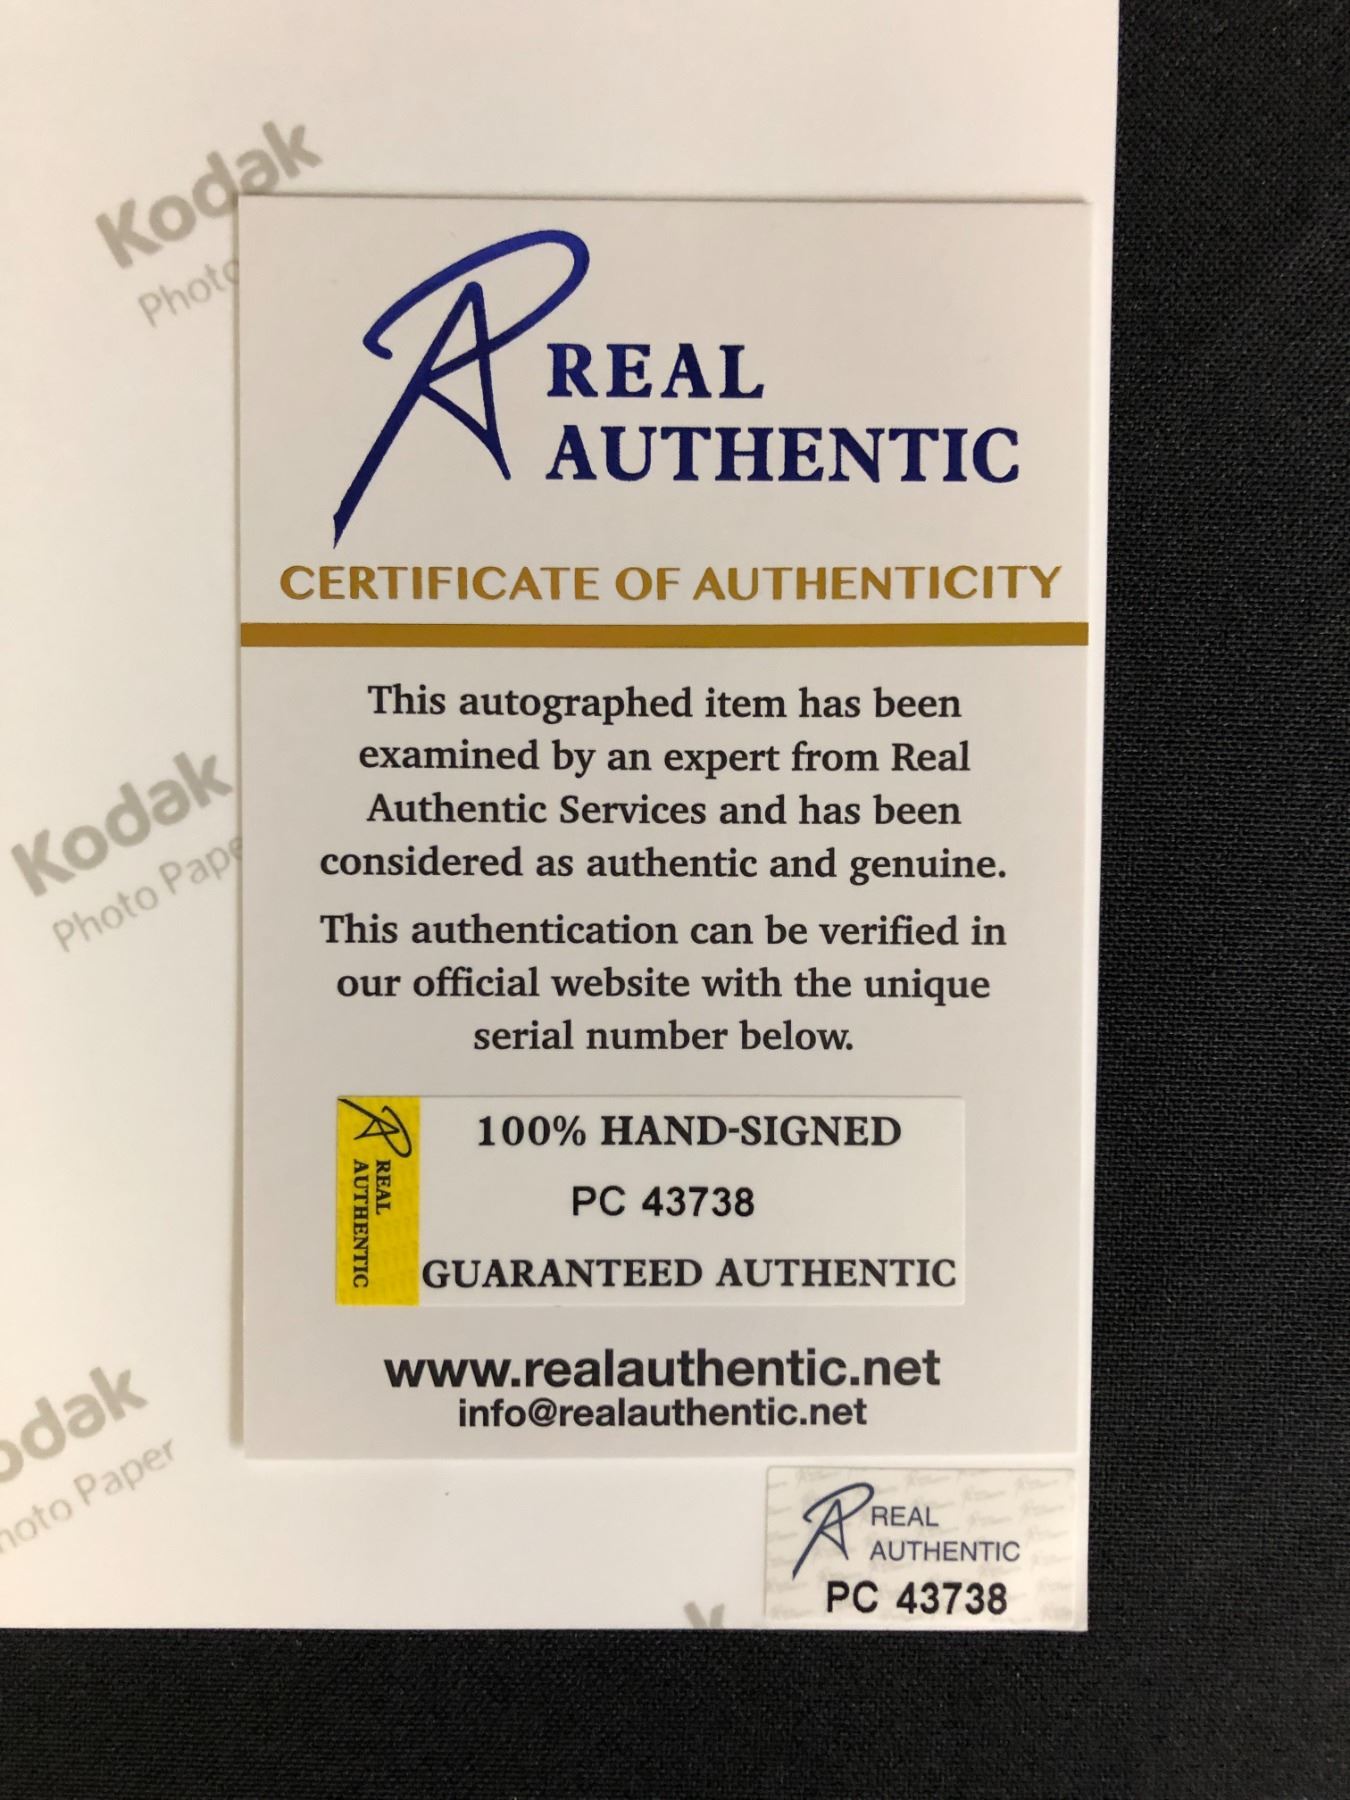 Kodak
Photo
REAL
AUTHENTIC
CERTIFICATE OF AUTHENTICITY
This autographed item has been
examined by an expert from Real
Authentic Services and has been
considered as authentic and genuine.
This authentication can be verified in
our official website with the unique
serial number below.
Kodak
Photo Pape
REAL
AUTHENTIC
100% HAND-SIGNED
PC 43738
GUARANTEED AUTHENTIC
www.realauthentic.net
info@realauthentic.net
odak
hoto Paper
k
REAL
AUTHENTIC
PC 43738